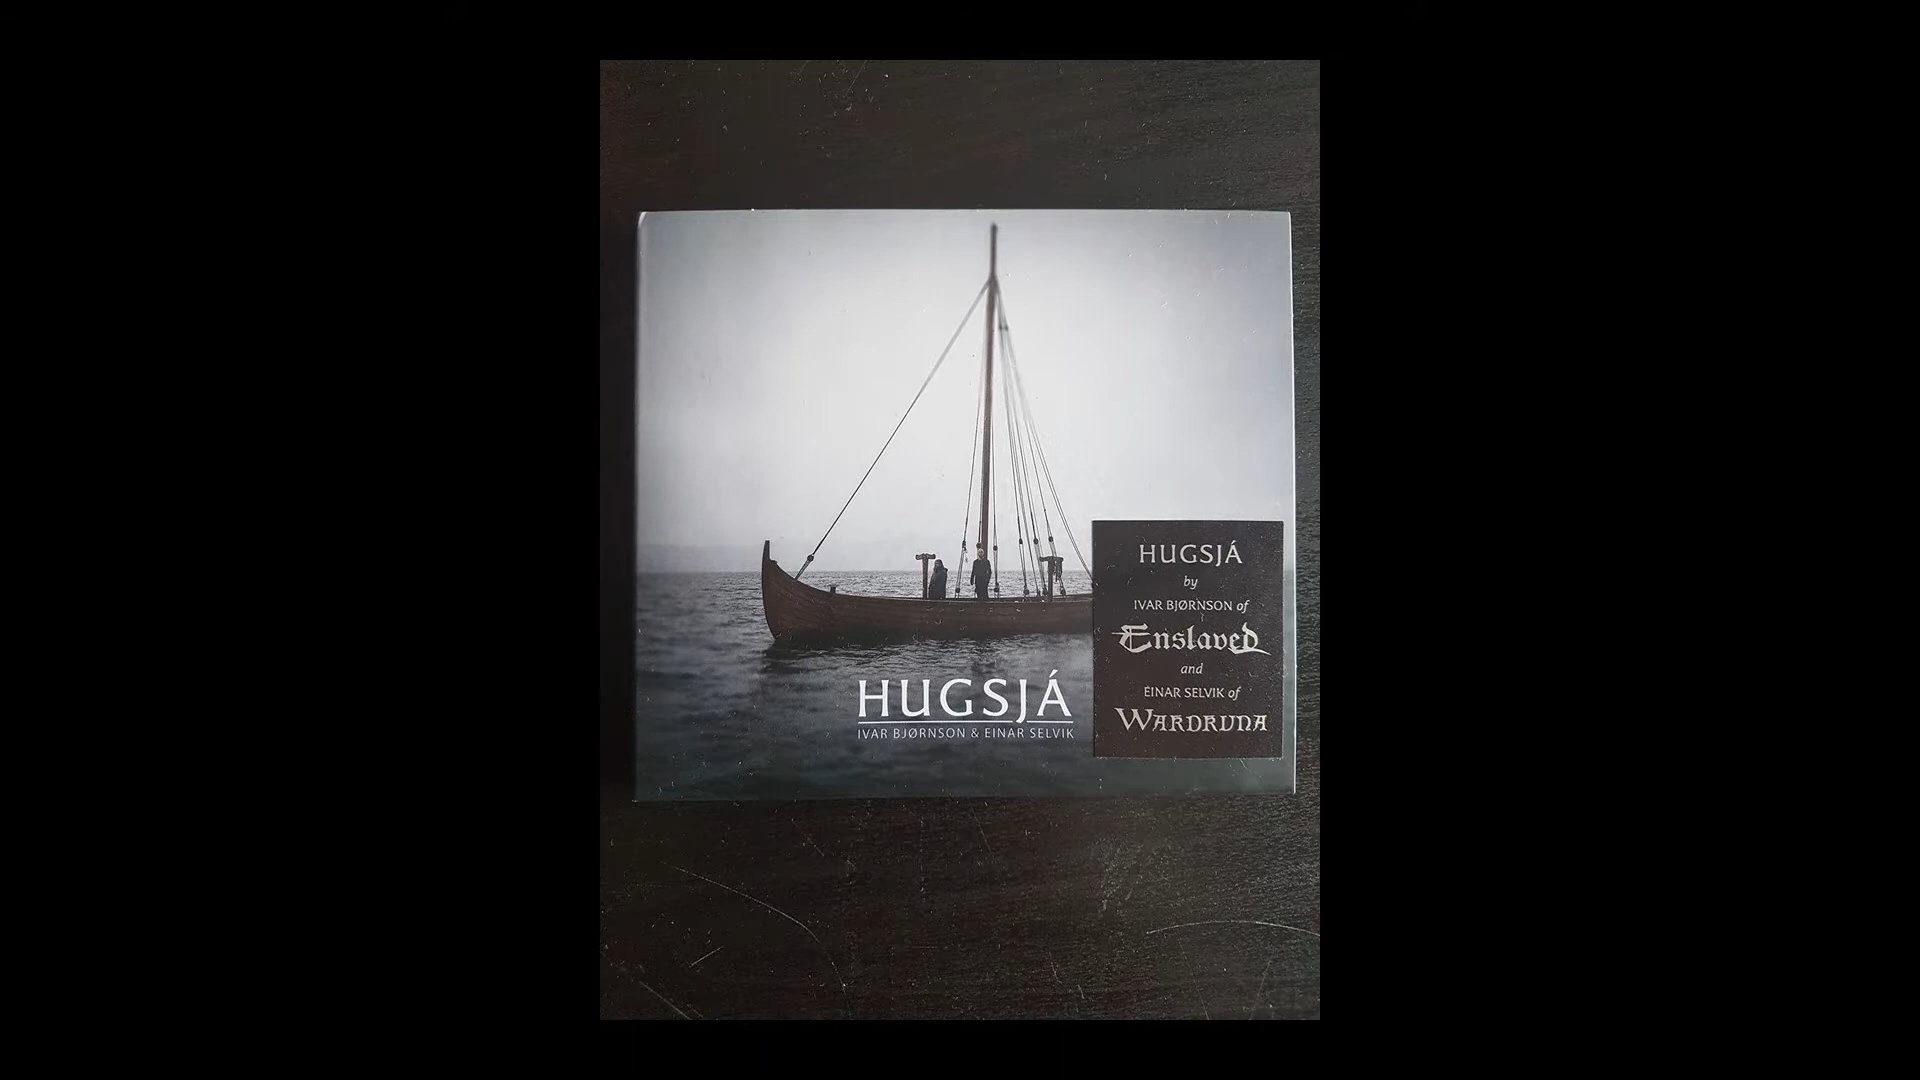 HUGSJÁ
IVAR BJØRNSON & EINAR SELVIK
HUGSJÁ
by
IVAR BJØRNSON of
Enslaved
and
EINAR SELVIK of
WARDRUNA